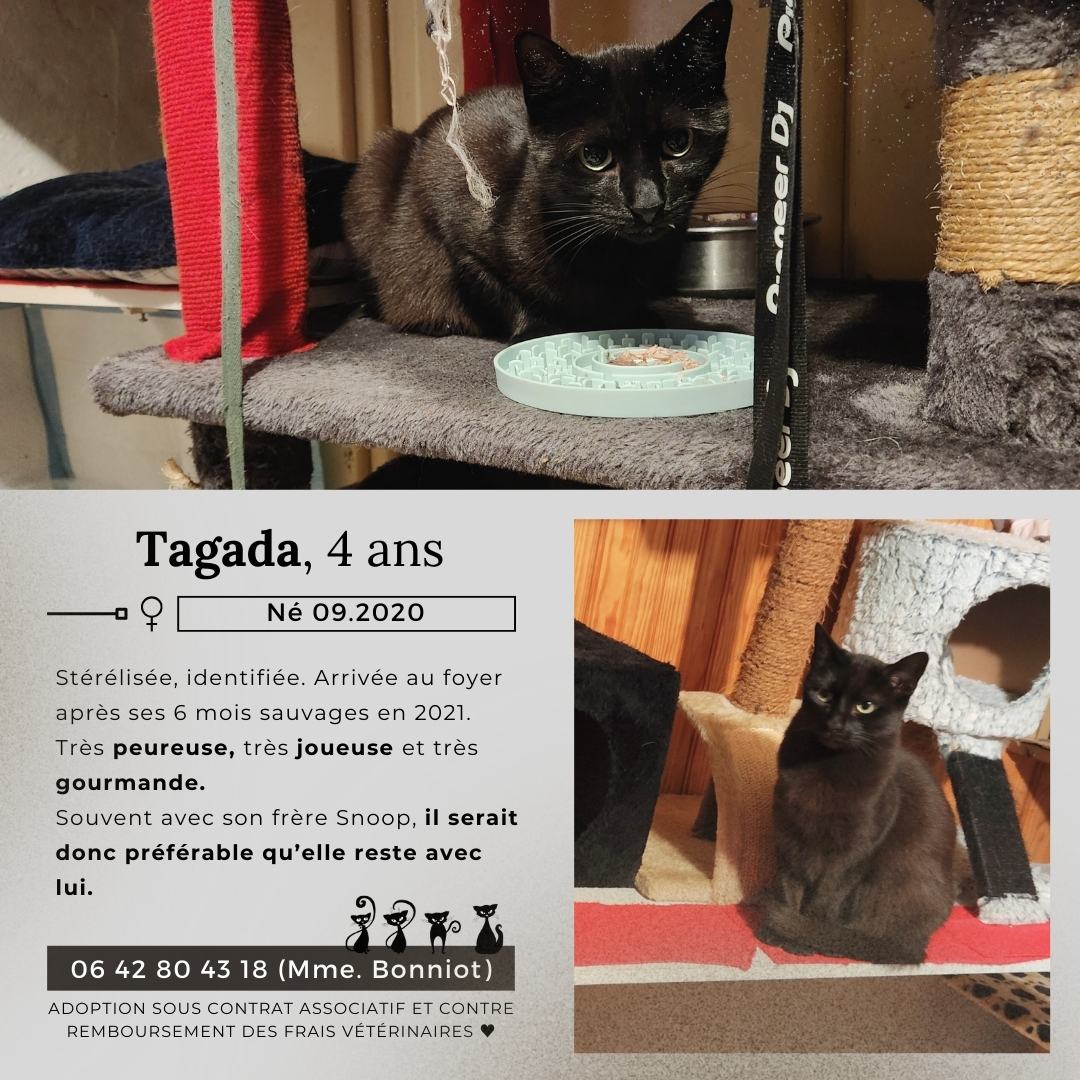 Pioneer Dj
Tagada, 4 ans
Né 09.2020
Stérélisée, identifiée. Arrivée au foyer
après ses 6 mois sauvages en 2021.
Très peureuse, très joueuse et très
gourmande.
Souvent avec son frère Snoop, il serait
donc préférable qu’elle reste avec
lui.
06 42 80 43 18 (Mme. Bonniot)
ADOPTION SOUS CONTRAT ASSOCIATIF ET CONTRE
REMBOURSEMENT DES FRAIS VÉTÉRINAIRES ♥